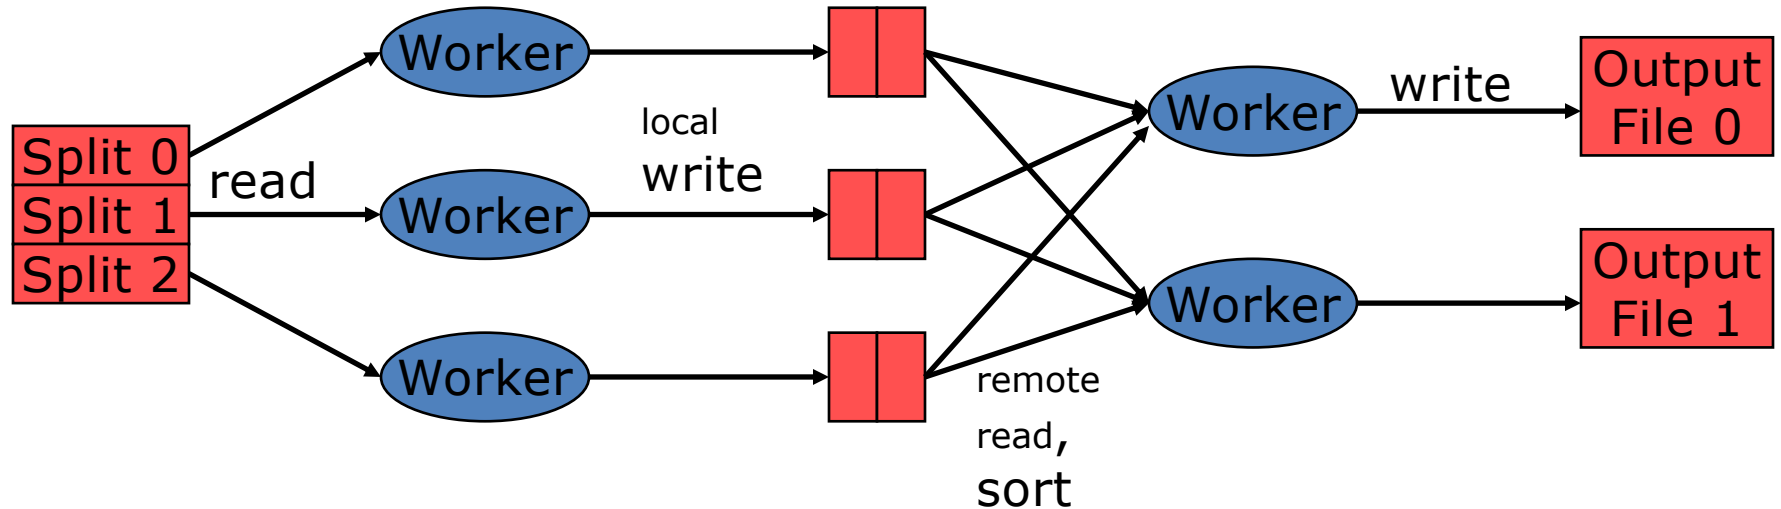 Split 0
Split 1
Split 2
read
Worker
Worker
Worker
local
write
remote
read,
sort
Worker
Worker
write
Output
File 0
Output
File 1